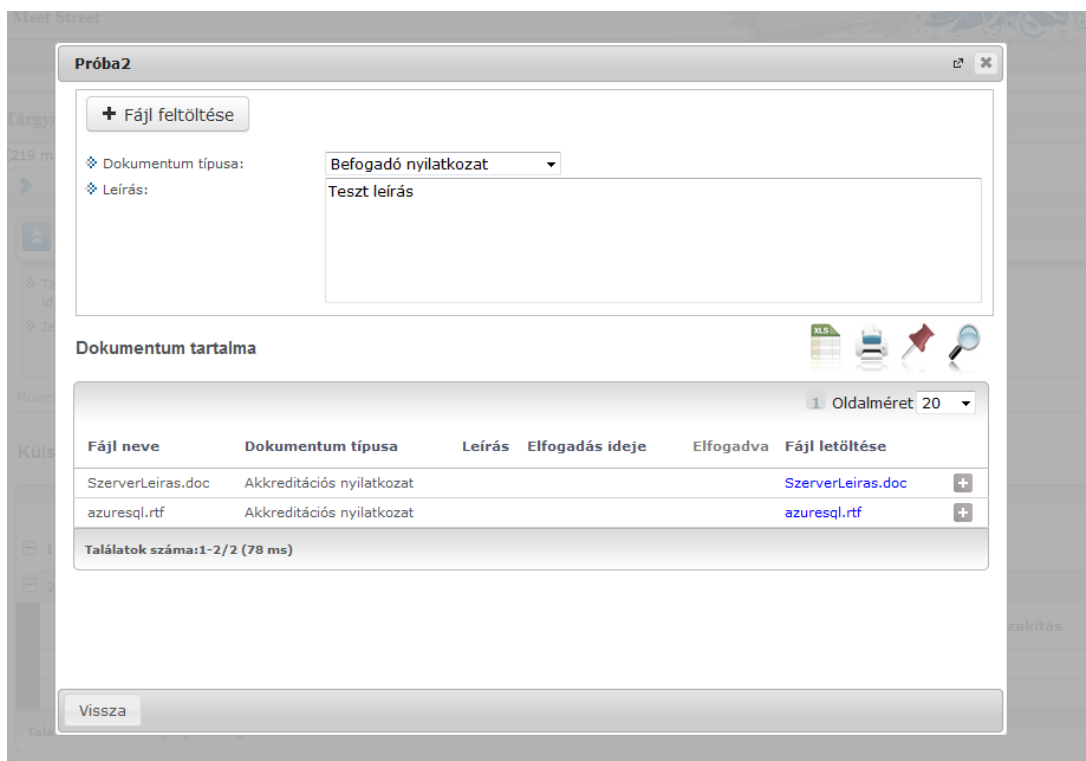 Meet Street
Próba2
Fájl feltöltése
Dokumentum típusa: Befogadó nyilatkozat
Leírás: Teszt leírás
XLS
Dokumentum tartalma
1 Oldalméret 20
Fájl neve Dokumentum típusa Leírás Elfogadás ideje Elfogadva Fájl letöltése
SzerverLeiras.doc Akkreditációs nyilatkozat SzerverLeiras.doc
azuresql.rtf Akkreditációs nyilatkozat azuresql.rtf
Találatok száma:1-2/2 (78 ms)
Vissza